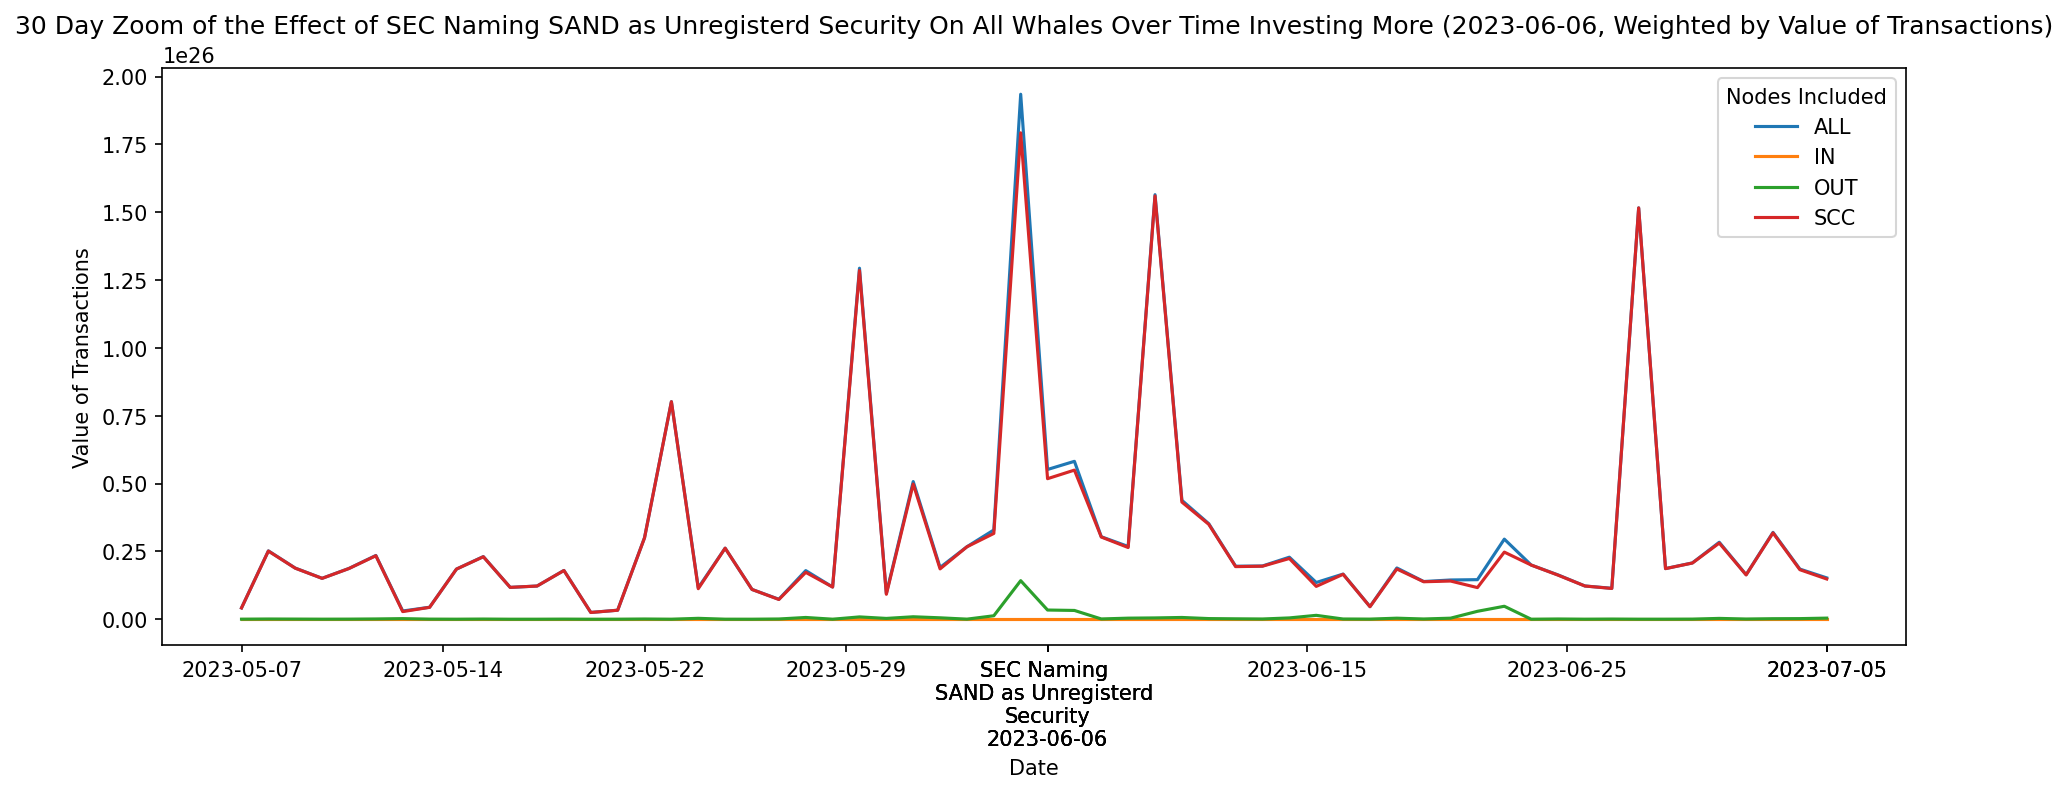 30 Day Zoom of the Effect of SEC Naming SAND as Unregisterd Security On All Whales Over Time Investing More (2023-06-06, Weighted by Value of Transactions)
1e26
2.00
1.75
1.50
1.25
1.00
0.75
0.50
0.25
0.00
Value of Transactions
Nodes Included
ALL
IN
OUT
SCC
2023-05-07
2023-05-14
2023-05-22
2023-05-29
SEC Naming
SAND as Unregisterd
Security
2023-06-06
2023-06-15
2023-06-25
2023-07-05
Date